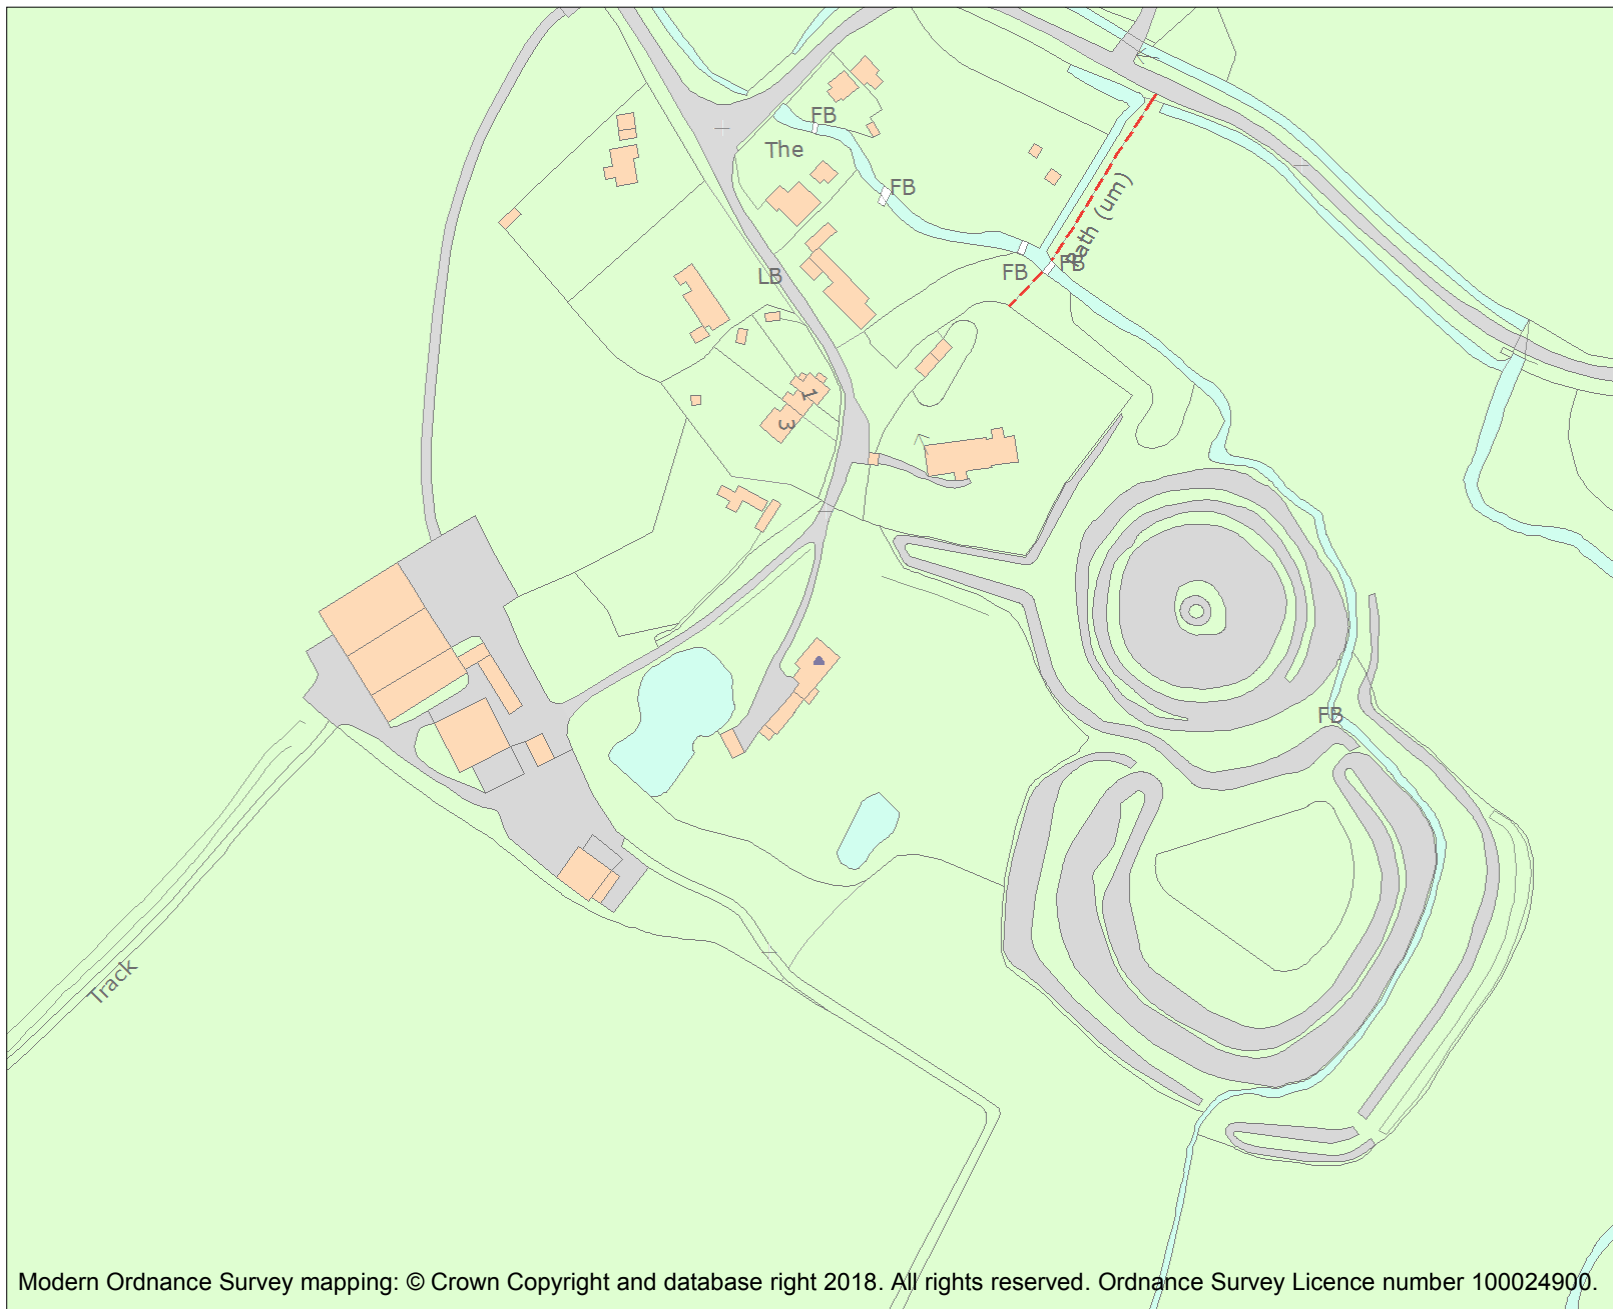 FB
The
FB
Path (um)
FB
FB
LB
1
3
FB
Track
Modern Ordnance Survey mapping: © Crown Copyright and database right 2018. All rights reserved. Ordnance Survey Licence number 100024900.